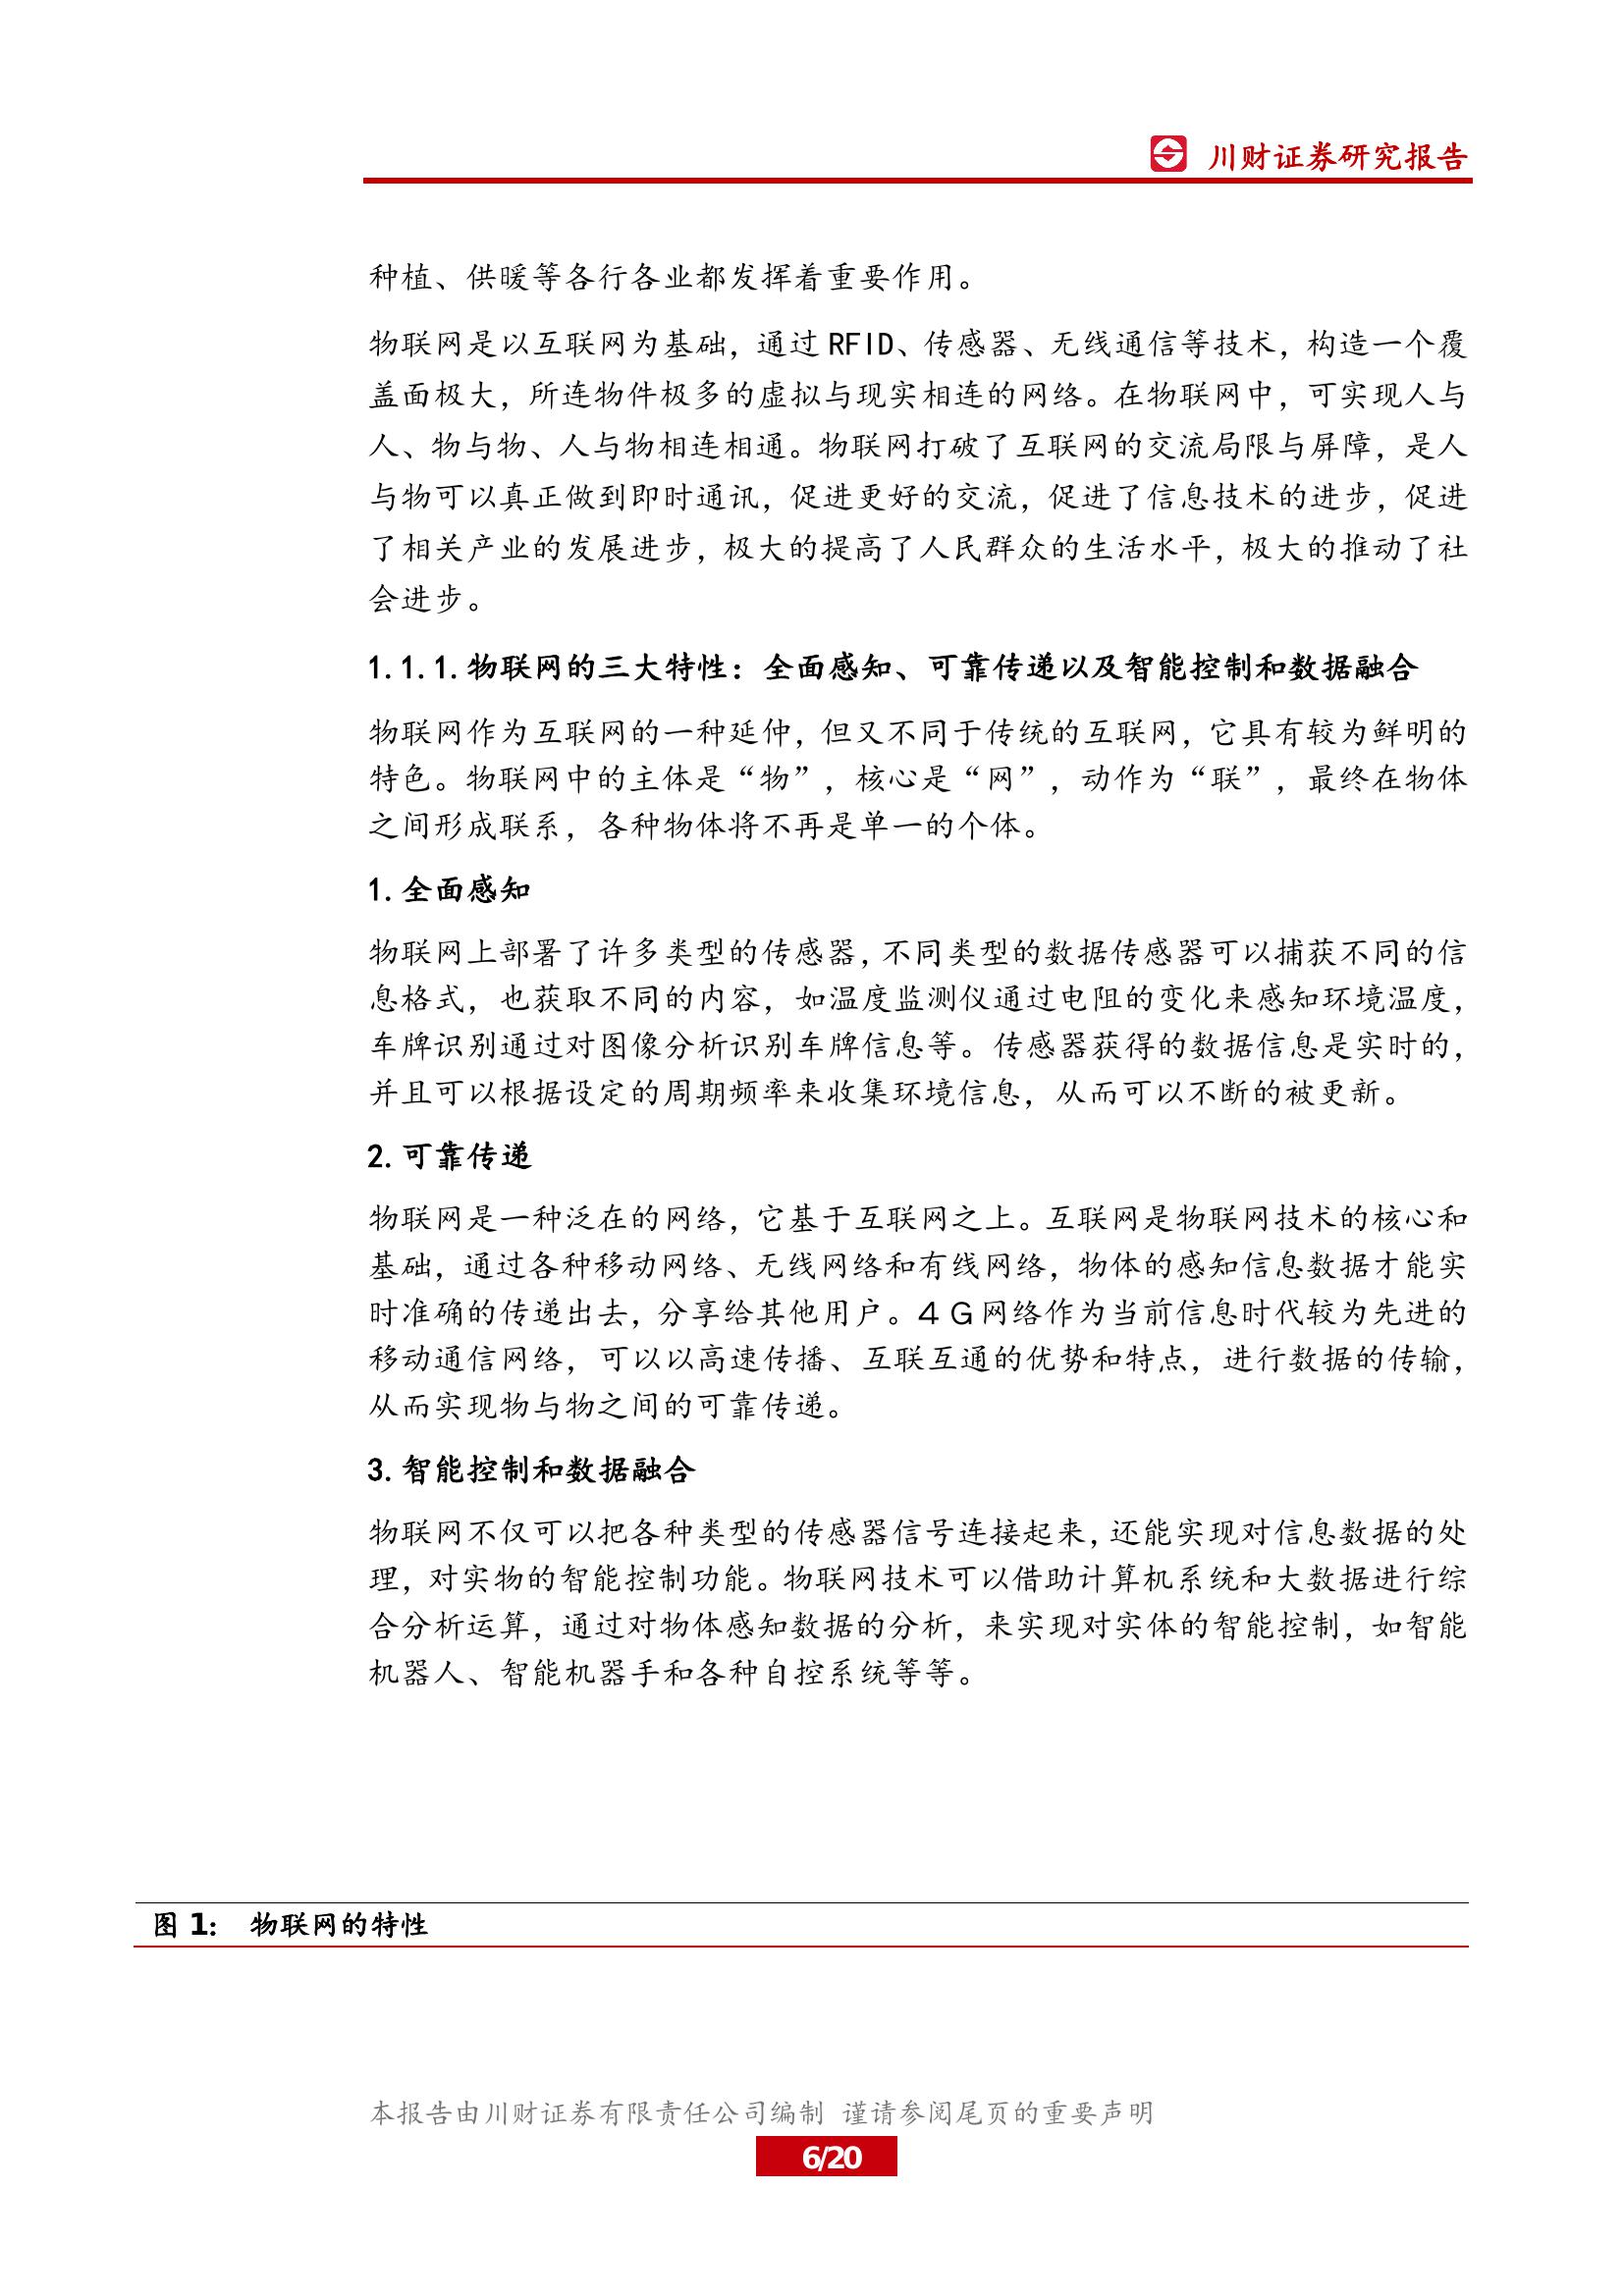 川财证券研究报告
种植、供暖等各行各业都发挥着重要作用。
物联网是以互联网为基础，通过 RFID、传感器、无线通信等技术，构造一个覆
盖面极大，所连物件极多的虚拟与现实相连的网络。在物联网中，可实现人与
人、物与物、人与物相连相通。物联网打破了互联网的交流局限与屏障，是人
与物可以真正做到即时通讯，促进更好的交流，促进了信息技术的进步，促进
了相关产业的发展进步，极大的提高了人民群众的生活水平，极大的推动了社
会进步。
1.1.1.物联网的三大特性：全面感知、可靠传递以及智能控制和数据融合
物联网作为互联网的一种延伸，但又不同于传统的互联网，它具有较为鲜明的
特色。物联网中的主体是“物”，核心是“网”，动作为“联”，最终在物体
之间形成联系，各种物体将不再是单一的个体。
1.全面感知
物联网上部署了许多类型的传感器，不同类型的数据传感器可以捕获不同的信
息格式，也获取不同的内容，如温度监测仪通过电阻的变化来感知环境温度，
车牌识别通过对图像分析识别车牌信息等。传感器获得的数据信息是实时的，
并且可以根据设定的周期频率来收集环境信息，从而可以不断的被更新。
2.可靠传递
物联网是一种泛在的网络，它基于互联网之上。互联网是物联网技术的核心和
基础，通过各种移动网络、无线网络和有线网络，物体的感知信息数据才能实
时准确的传递出去，分享给其他用户。４Ｇ网络作为当前信息时代较为先进的
移动通信网络，可以以高速传播、互联互通的优势和特点，进行数据的传输，
从而实现物与物之间的可靠传递。
3.智能控制和数据融合
物联网不仅可以把各种类型的传感器信号连接起来，还能实现对信息数据的处
理，对实物的智能控制功能。物联网技术可以借助计算机系统和大数据进行综
合分析运算，通过对物体感知数据的分析，来实现对实体的智能控制，如智能
机器人、智能机器手和各种自控系统等等。
图 1： 物联网的特性
本报告由川财证券有限责任公司编制 谨请参阅尾页的重要声明
6/20